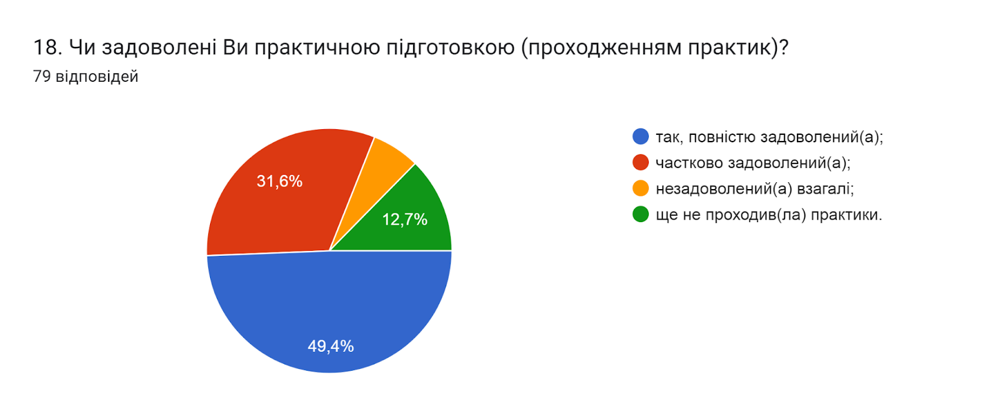 18. Чи задоволені Ви практичною підготовкою (проходженням практик)?
79 відповідей
так, повністю задоволений(а);
частково задоволений(а);
незадоволений(а) взагалі;
ще не проходив(ла) практики.
31,6%
12,7%
49,4%